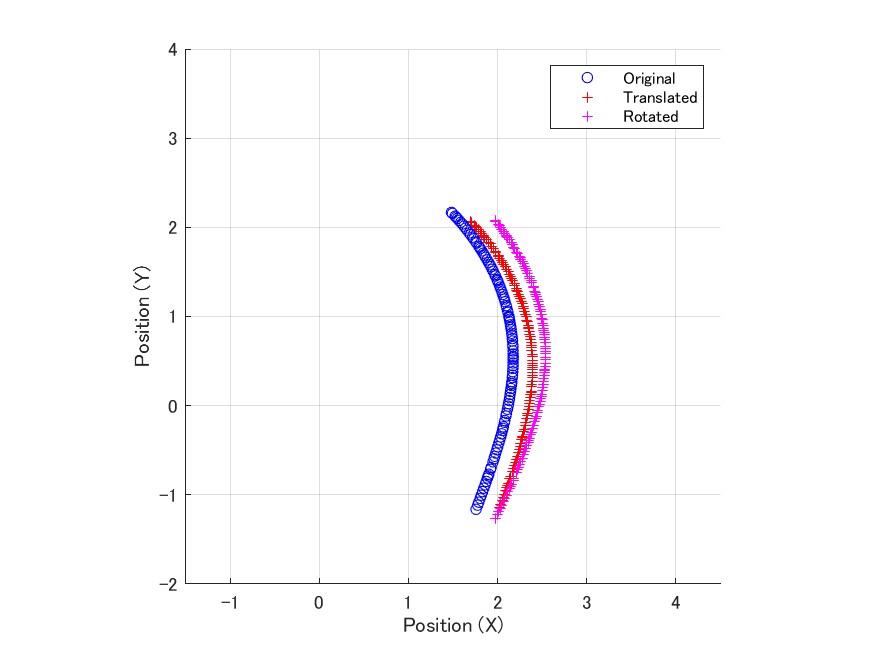 4
3
2
1
0
−1
−2
−1 0 1 2 3 4
Position (X)
Position (Y)
Original
Translated
Rotated